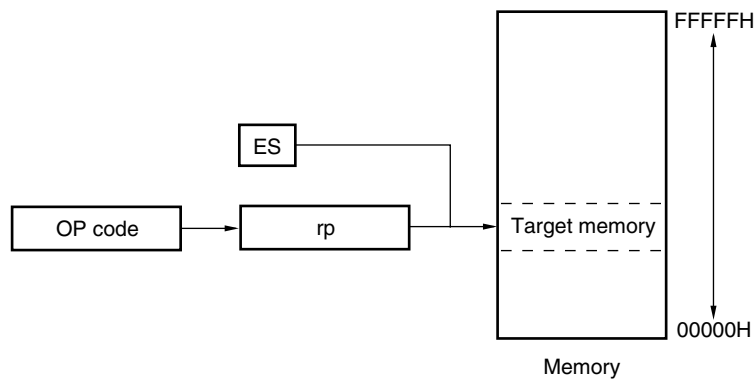 FFFFFH
ES
OP code
rp
Target memory
00000H
Memory